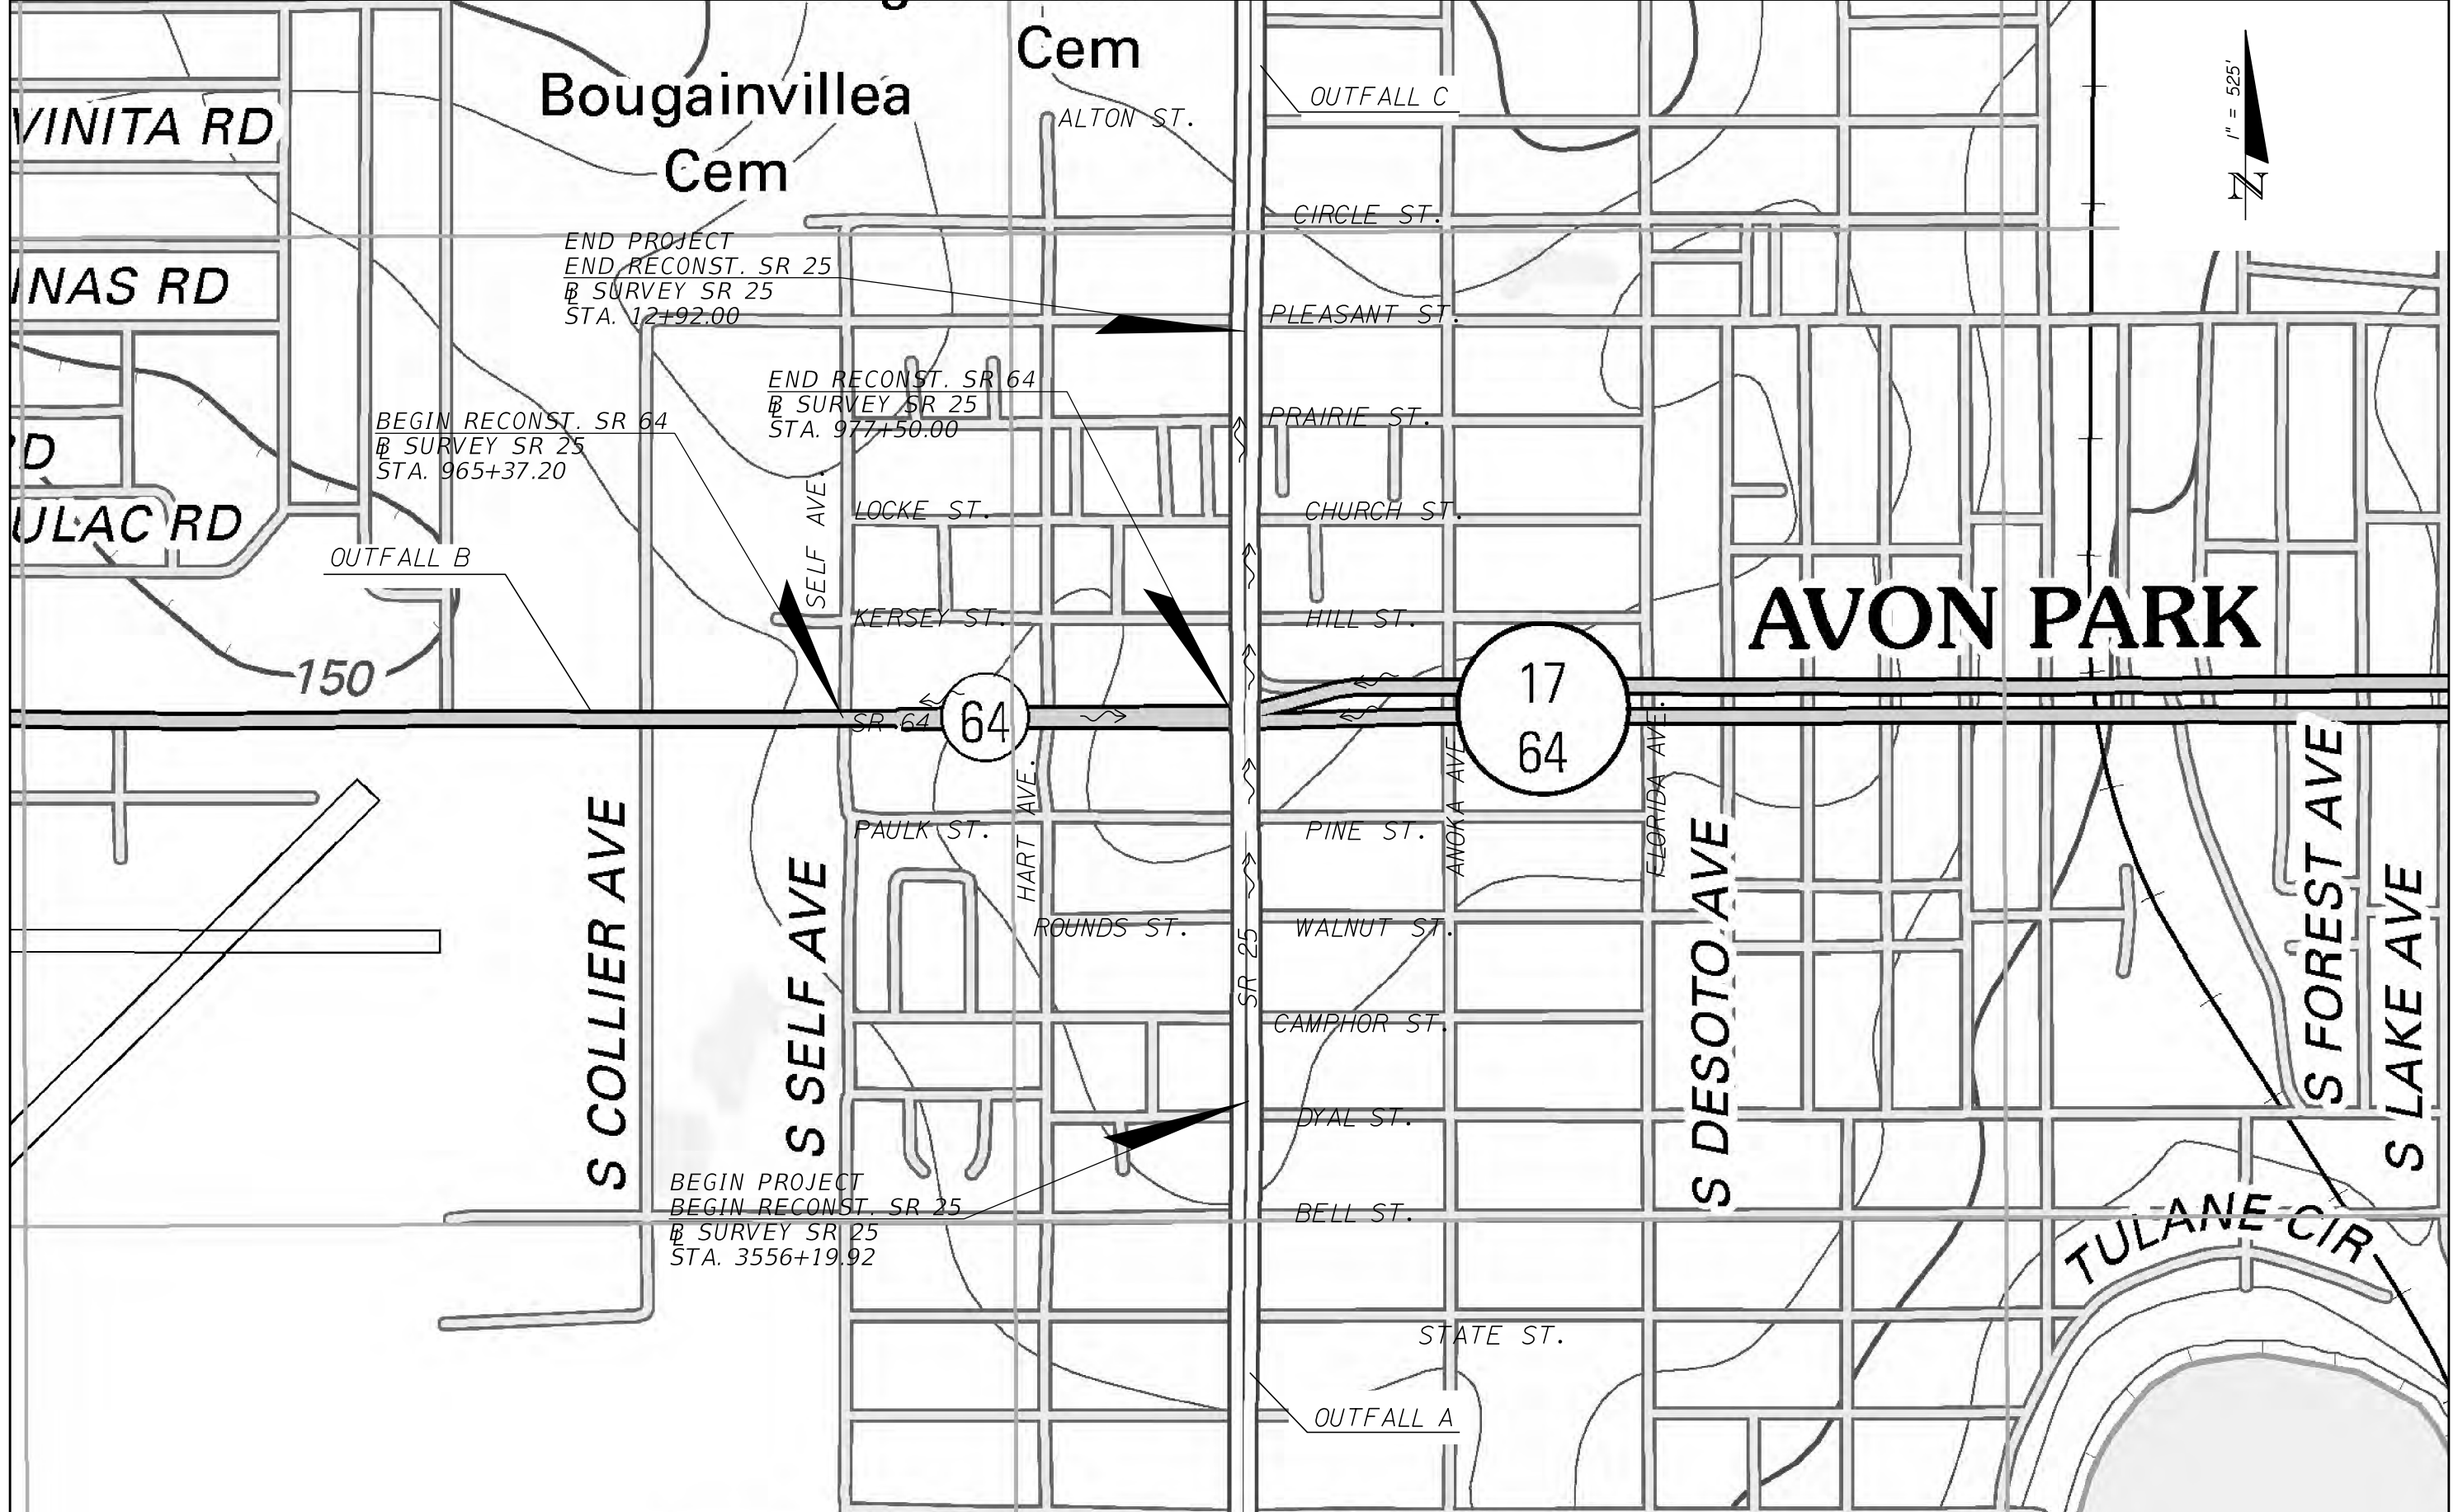 Cem
Bougainvillea
Cem
VINITA RD
ALTON ST.
OUTFALL C
1" = 525'
N
CIRCLE ST.
END PROJECT
END RECONST. SR 25
BL SURVEY SR 25
STA. 12+92.00
INAS RD
PLEASANT ST.
END RECONST. SR 64
BL SURVEY SR 25
STA. 977+50.00
BEGIN RECONST. SR 64
BL SURVEY SR 25
STA. 965+37.20
PRAIRIE ST.
SELF AVE.
LOCKE ST.
CHURCH ST.
ULAC RD
OUTFALL B
KERSEY ST.
HILL ST.
AVON PARK
150
SR 64
64
17
64
HART AVE.
ANOKA AVE.
FLORIDA AVE.
PAULK ST.
PINE ST.
S COLLIER AVE
S SELF AVE
ROUNDS ST.
WALNUT ST.
SR 25
S DESOTO AVE
S FOREST AVE
S LAKE AVE
CAMPHOR ST.
DYAL ST.
BEGIN PROJECT
BEGIN RECONST. SR 25
BL SURVEY SR 25
STA. 3556+19.92
BELL ST.
TULANE CIR
STATE ST.
OUTFALL A